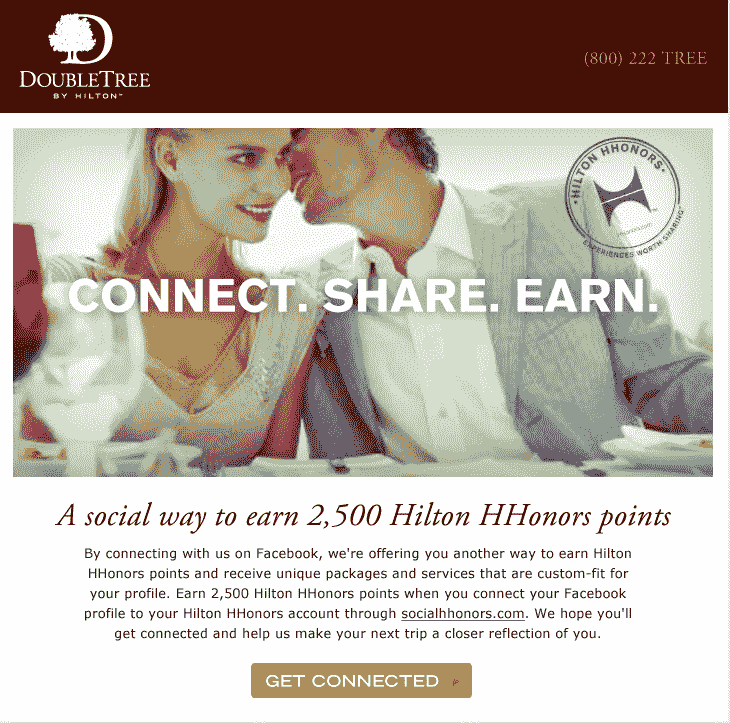 DOUBLETREE
BY HILTON™
(800) 222 TREE
·HILTON HHONORS·
EXPERIENCES WORTH SHARING™
CONNECT. SHARE. EARN.
A social way to earn 2,500 Hilton HHonors points
By connecting with us on Facebook, we're offering you another way to earn Hilton
HHonors points and receive unique packages and services that are custom-fit for
your profile. Earn 2,500 Hilton HHonors points when you connect your Facebook
profile to your Hilton HHonors account through socialhhonors.com. We hope you'll
get connected and help us make your next trip a closer reflection of you.
GET CONNECTED